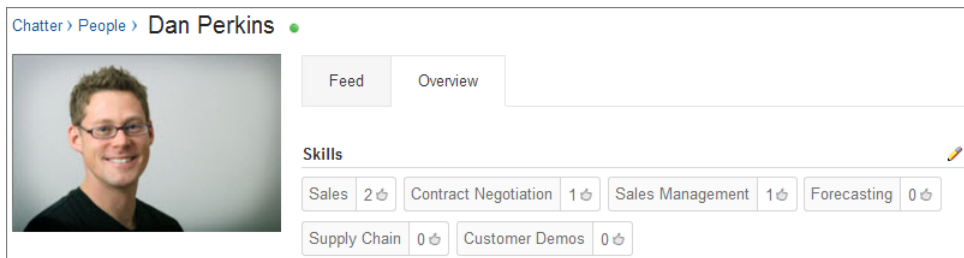 Chatter › People › Dan Perkins
Feed Overview
Skills
Sales 2 Contract Negotiation 1 Sales Management 1 Forecasting 0
Supply Chain 0 Customer Demos 0